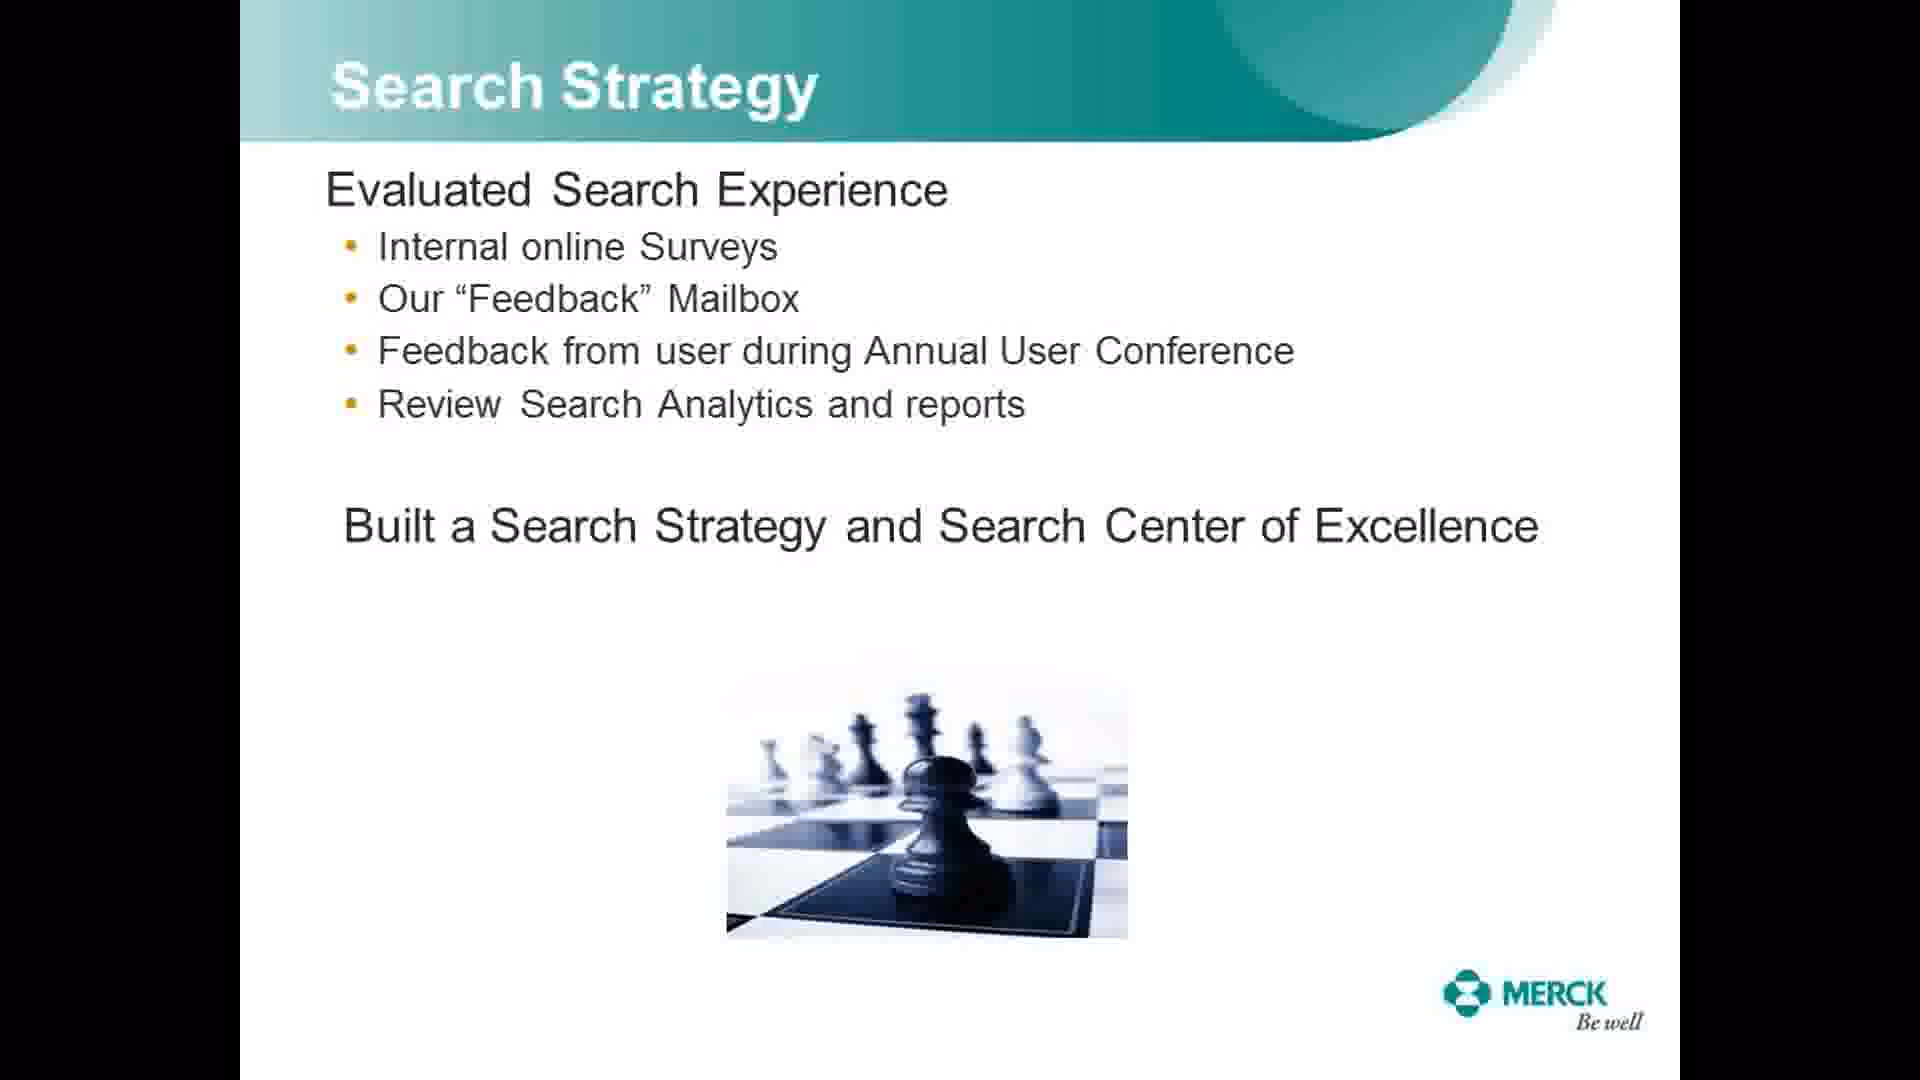 Search Strategy
Evaluated Search Experience
• Internal online Surveys
• Our “Feedback” Mailbox
• Feedback from user during Annual User Conference
• Review Search Analytics and reports
Built a Search Strategy and Search Center of Excellence
MERCK
Be well